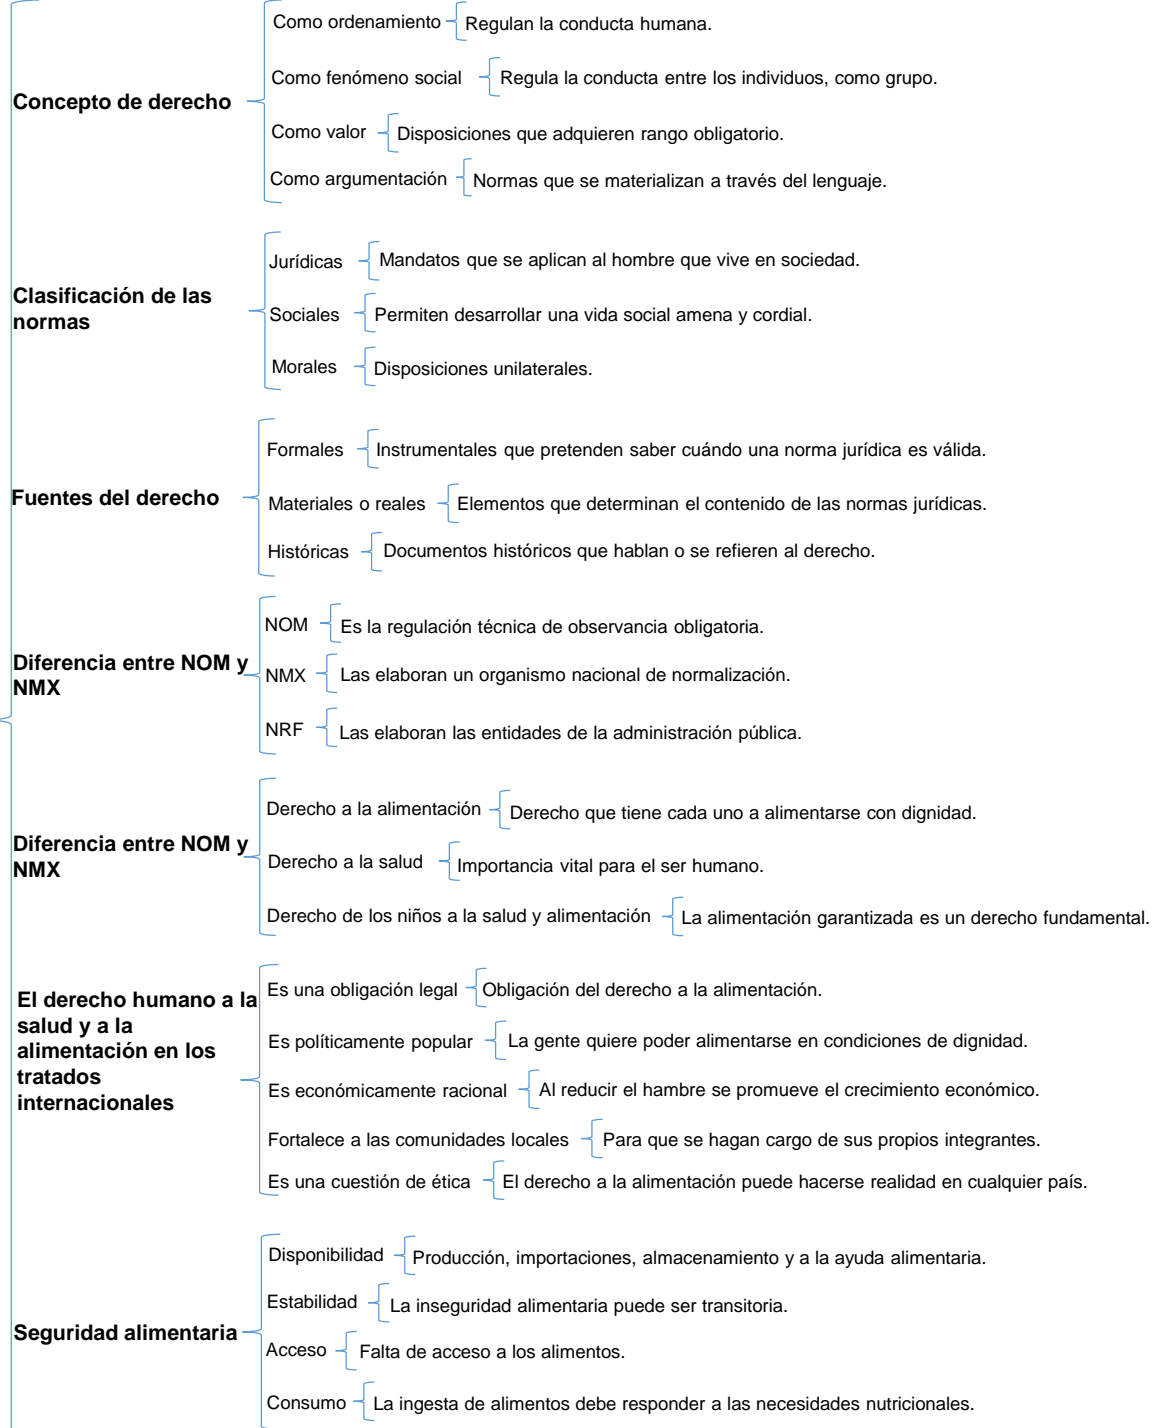 Concepto de derecho
Como ordenamiento Regulan la conducta humana.
Como fenómeno social Regula la conducta entre los individuos, como grupo.
Como valor Disposiciones que adquieren rango obligatorio.
Como argumentación Normas que se materializan a través del lenguaje.
Clasificación de las
normas
Jurídicas Mandatos que se aplican al hombre que vive en sociedad.
Sociales Permiten desarrollar una vida social amena y cordial.
Morales Disposiciones unilaterales.
Fuentes del derecho
Formales Instrumentales que pretenden saber cuándo una norma jurídica es válida.
Materiales o reales Elementos que determinan el contenido de las normas jurídicas.
Históricas Documentos históricos que hablan o se refieren al derecho.
Diferencia entre NOM y
NMX
NOM Es la regulación técnica de observancia obligatoria.
NMX Las elaboran un organismo nacional de normalización.
NRF Las elaboran las entidades de la administración pública.
Diferencia entre NOM y
NMX
Derecho a la alimentación Derecho que tiene cada uno a alimentarse con dignidad.
Derecho a la salud Importancia vital para el ser humano.
Derecho de los niños a la salud y alimentación La alimentación garantizada es un derecho fundamental.
El derecho humano a la
salud y a la
alimentación en los
tratados
internacionales
Es una obligación legal Obligación del derecho a la alimentación.
Es políticamente popular La gente quiere poder alimentarse en condiciones de dignidad.
Es económicamente racional Al reducir el hambre se promueve el crecimiento económico.
Fortalece a las comunidades locales Para que se hagan cargo de sus propios integrantes.
Es una cuestión de ética El derecho a la alimentación puede hacerse realidad en cualquier país.
Seguridad alimentaria
Disponibilidad Producción, importaciones, almacenamiento y a la ayuda alimentaria.
Estabilidad La inseguridad alimentaria puede ser transitoria.
Acceso Falta de acceso a los alimentos.
Consumo La ingesta de alimentos debe responder a las necesidades nutricionales.